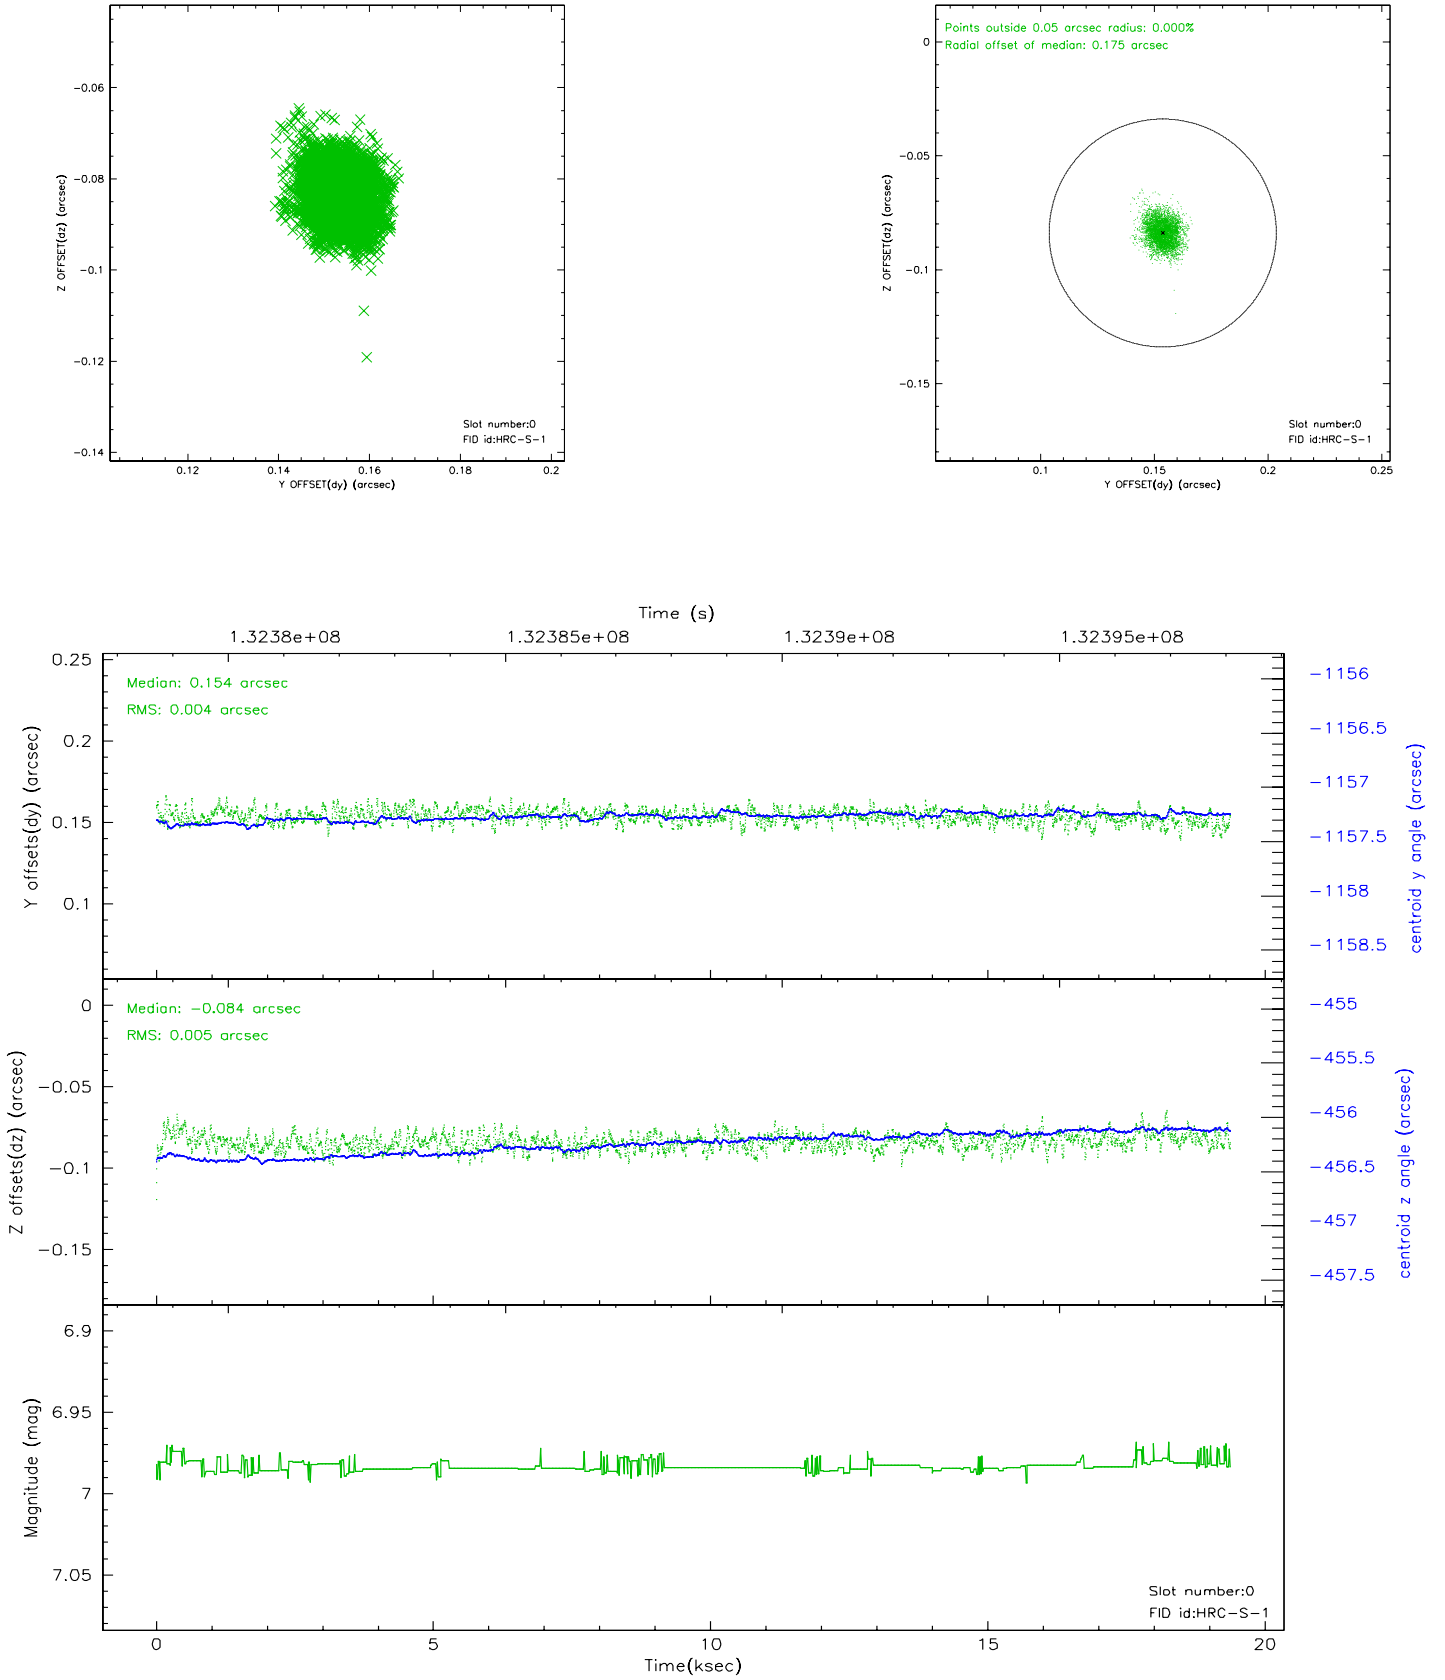 -0.06
-0.08
-0.1
-0.12
-0.14
Z OFFSET(dz) (arcsec)
Slot number:0
FID id:HRC-S-1
0.12 0.14 0.16 0.18 0.2
Y OFFSET(dy) (arcsec)
Points outside 0.05 arcsec radius: 0.000%
Radial offset of median: 0.175 arcsec
0
-0.05
-0.1
-0.15
Z OFFSET(dz) (arcsec)
Slot number:0
FID id:HRC-S-1
0.1 0.15 0.2 0.25
Y OFFSET(dy) (arcsec)
Time (s)
1.3238e+08 1.32385e+08 1.3239e+08 1.32395e+08
0.25
0.2
0.15
0.1
Y offsets(dy) (arcsec)
Median: 0.154 arcsec
RMS: 0.004 arcsec
-1156
-1156.5
-1157
-1157.5
-1158
-1158.5
centroid y angle (arcsec)
0
-0.05
-0.1
-0.15
Z offsets(dz) (arcsec)
Median: -0.084 arcsec
RMS: 0.005 arcsec
-455
-455.5
-456
-456.5
-457
-457.5
centroid z angle (arcsec)
6.9
6.95
7
7.05
Magnitude (mag)
Slot number:0
FID id:HRC-S-1
0 5 10 15 20
Time(ksec)